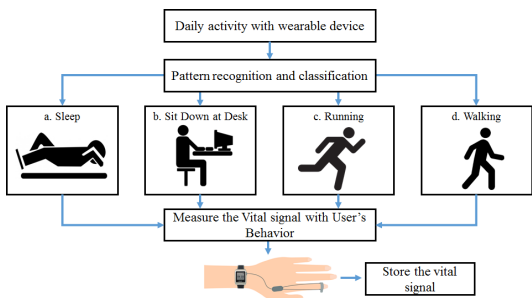 Daily activity with wearable device
Pattern recognition and classification
a. Sleep
b. Sit Down at Desk
c. Running
d. Walking
Measure the Vital signal with User's
Behavior
Store the vital
signal